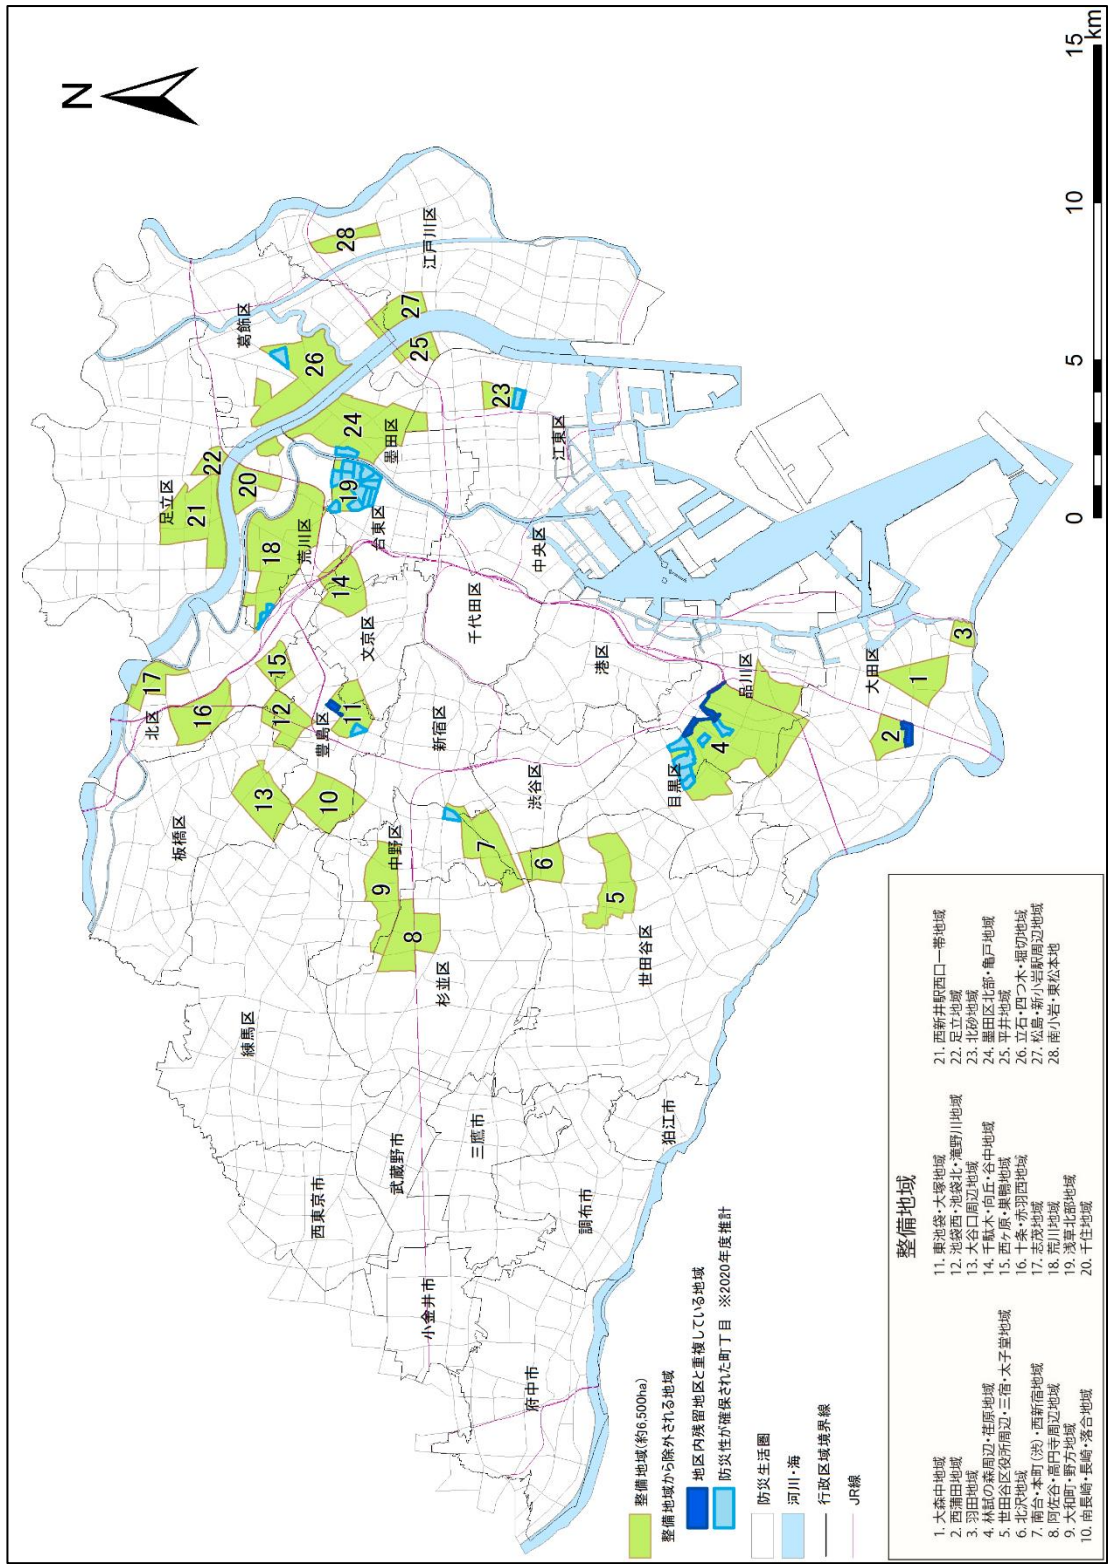 N
足立区
葛飾区
北区
荒川区
板橋区
江戸川区
墨田区
台東区
豊島区
文京区
練馬区
中野区
新宿区
千代田区
江東区
中央区
杉並区
渋谷区
港区
世田谷区
目黒区
品川区
大田区
西東京市
武蔵野市
三鷹市
小金井市
府中市
調布市
狛江市
1
2
3
4
5
6
7
8
9
10
11
12
13
14
15
16
17
18
19
20
21
22
23
24
25
26
27
28
0 5 10 15
km
整備地域(約6,500ha)
整備地域から除外される地域
地区内残留地区と重複している地域
防災性が確保された町丁目 ※2020年度推計
防災生活圏
河川・海
行政区域境界線
JR線
整備地域
1. 大森中地域
2. 西蒲田地域
3. 羽田地域
4. 林試の森周辺・荏原地域
5. 世田谷区役所周辺・三宿・太子堂地域
6. 北沢地域
7. 南台・本町(渋)・西新宿地域
8. 阿佐谷・高円寺周辺地域
9. 大和町・野方地域
10. 南長崎・長崎・落合地域
11. 東池袋・大塚地域
12. 池袋西・池袋北・滝野川地域
13. 大谷口周辺地域
14. 千駄木・向丘・谷中地域
15. 西ヶ原・巣鴨地域
16. 十条・赤羽西地域
17. 志茂地域
18. 荒川地域
19. 浅草北部地域
20. 千住地域
21. 西新井駅西口一帯地域
22. 足立地域
23. 北砂地域
24. 墨田区北部・亀戸地域
25. 平井地域
26. 立石・四つ木・堀切地域
27. 松島・新小岩駅周辺地域
28. 南小岩・東松本地